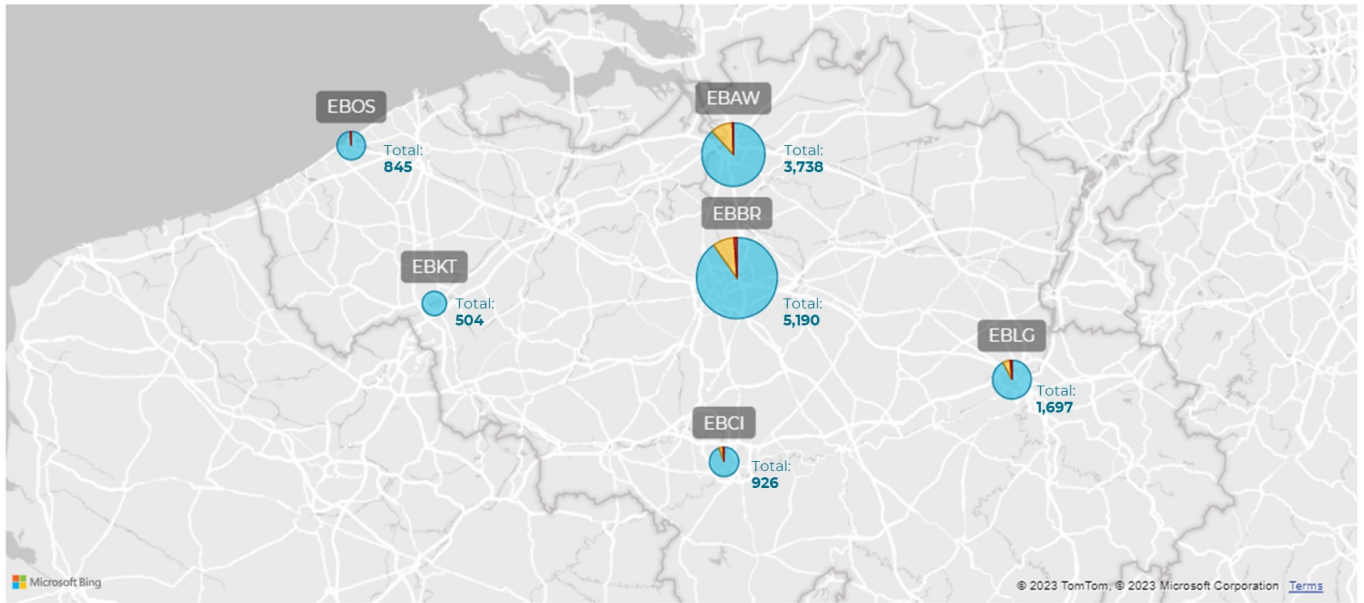 EBOS
Total:
845
EBAW
Total:
3,738
EBBR
Total:
5,190
EBKT
Total:
504
EBLG
Total:
1,697
EBCI
Total:
926
Microsoft Bing
© 2023 TomTom, © 2023 Microsoft Corporation Terms